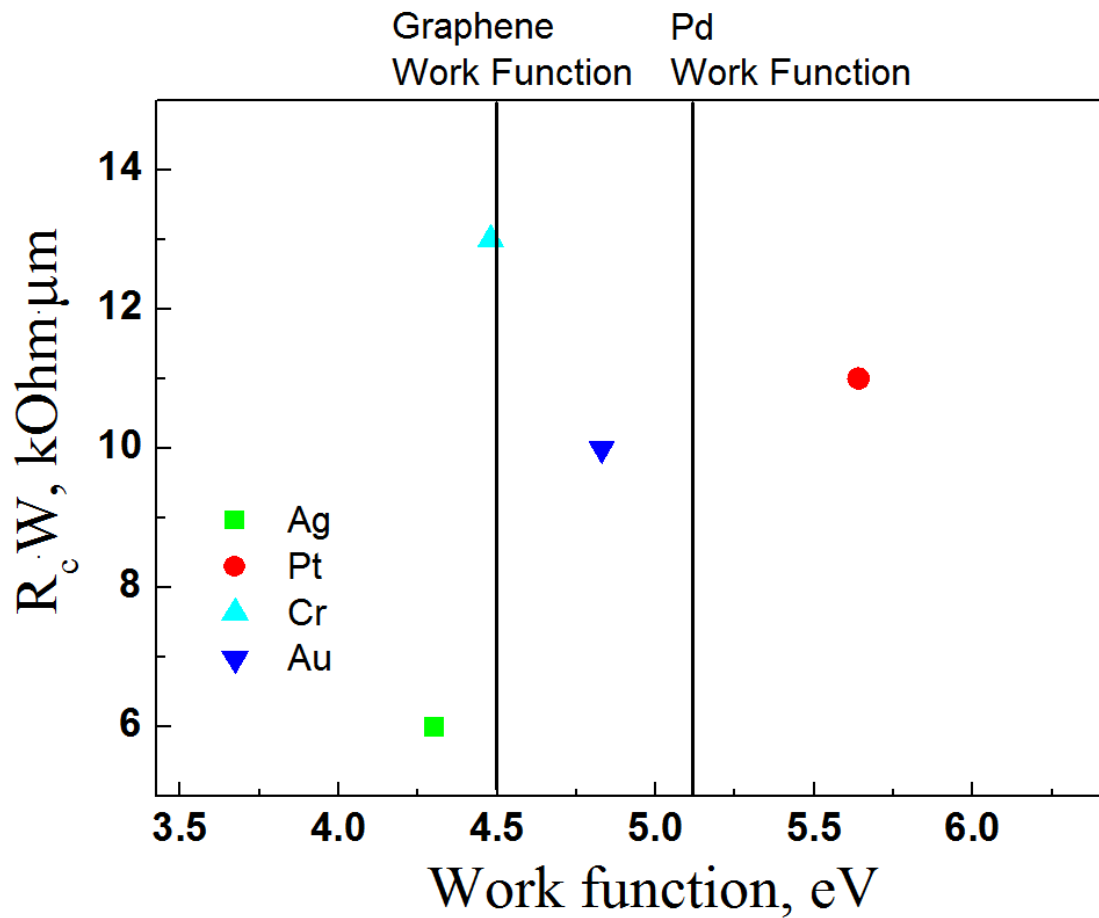 Graphene
Work Function
Pd
Work Function
14
12
10
8
6
R_c·W, kOhm·µm
Ag
Pt
Cr
Au
3.5 4.0 4.5 5.0 5.5 6.0
Work function, eV